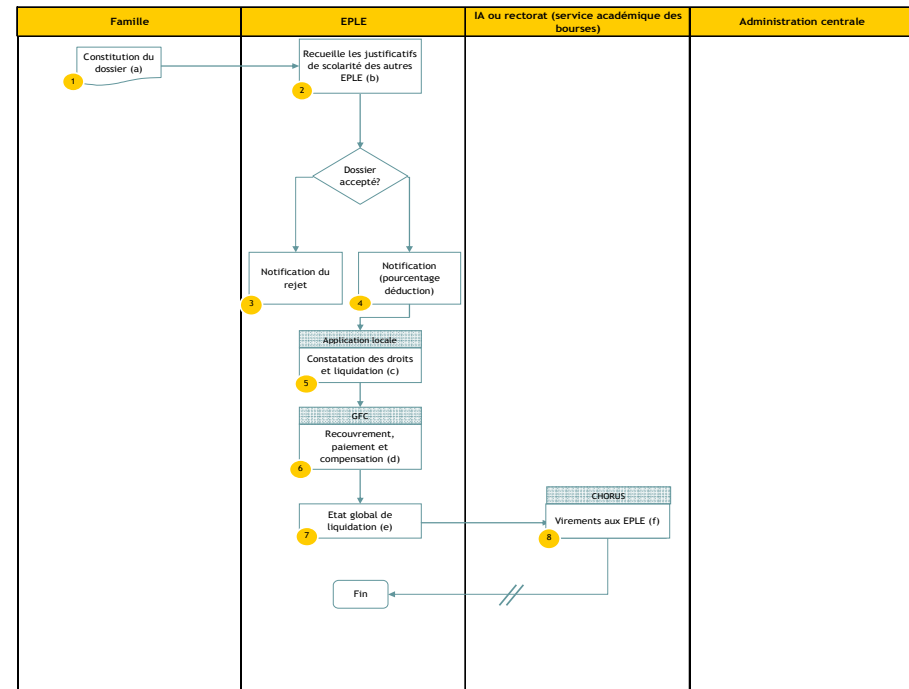 Famille
EPLE
IA ou rectorat (service académique des
bourses)
Administration centrale
Constitution du
dossier (a)
1
Recueille les justificatifs
de scolarité des autres
EPLE (b)
2
Dossier
accepté?
Notification du
rejet
3
Notification
(pourcentage
déduction)
4
Application locale
Constatation des droits
et liquidation (c)
5
GFC
Recouvrement,
paiement et
compensation (d)
6
Etat global de
liquidation (e)
7
CHORUS
Virements aux EPLE (f)
8
Fin